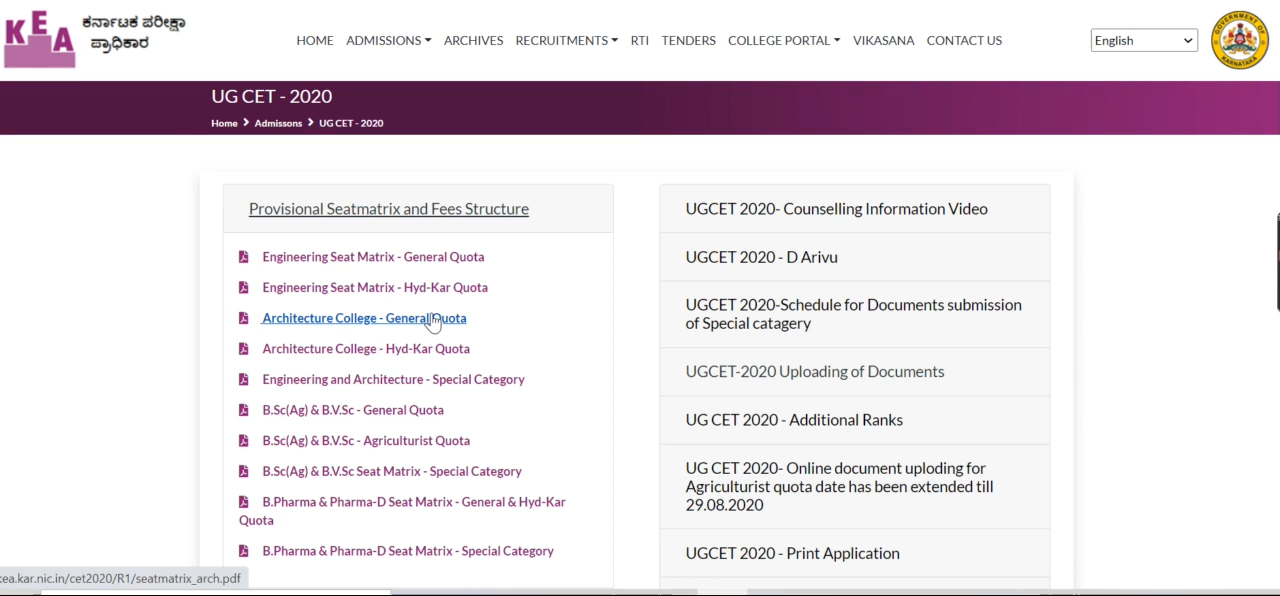 KEA
ಕರ್ನಾಟಕ ಪರೀಕ್ಷಾ
ಪ್ರಾಧಿಕಾರ
HOME ADMISSIONS ARCHIVES RECRUITMENTS RTI TENDERS COLLEGE PORTAL VIKASANA CONTACT US
English
UG CET - 2020
Home > Admissons > UG CET - 2020
Provisional Seatmatrix and Fees Structure
Engineering Seat Matrix - General Quota
Engineering Seat Matrix - Hyd-Kar Quota
Architecture College - General Quota
Architecture College - Hyd-Kar Quota
Engineering and Architecture - Special Category
B.Sc(Ag) & B.V.Sc - General Quota
B.Sc(Ag) & B.V.Sc - Agriculturist Quota
B.Sc(Ag) & B.V.Sc Seat Matrix - Special Category
B.Pharma & Pharma-D Seat Matrix - General & Hyd-Kar
Quota
B.Pharma & Pharma-D Seat Matrix - Special Category
UGCET 2020- Counselling Information Video
UGCET 2020 - D Arivu
UGCET 2020-Schedule for Documents submission
of Special catagery
UGCET-2020 Uploading of Documents
UG CET 2020 - Additional Ranks
UG CET 2020- Online document uploding for
Agriculturist quota date has been extended till
29.08.2020
UGCET 2020 - Print Application
kea.kar.nic.in/cet2020/R1/seatmatrix_arch.pdf